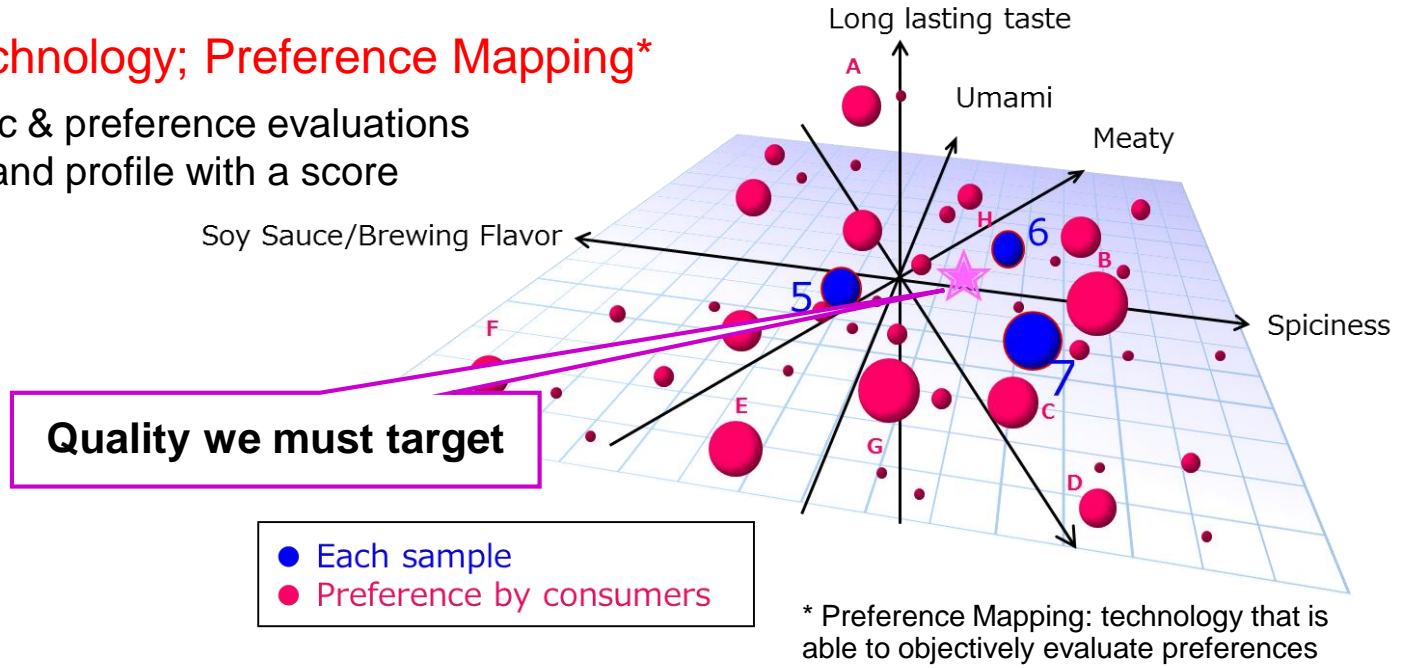 chnology; Preference Mapping*
c & preference evaluations
and profile with a score
Long lasting taste
A
Umami
Meaty
Soy Sauce/Brewing Flavor
H
6
B
5
Spiciness
F
7
Quality we must target
E
C
G
D
● Each sample
● Preference by consumers
* Preference Mapping: technology that is
able to objectively evaluate preferences